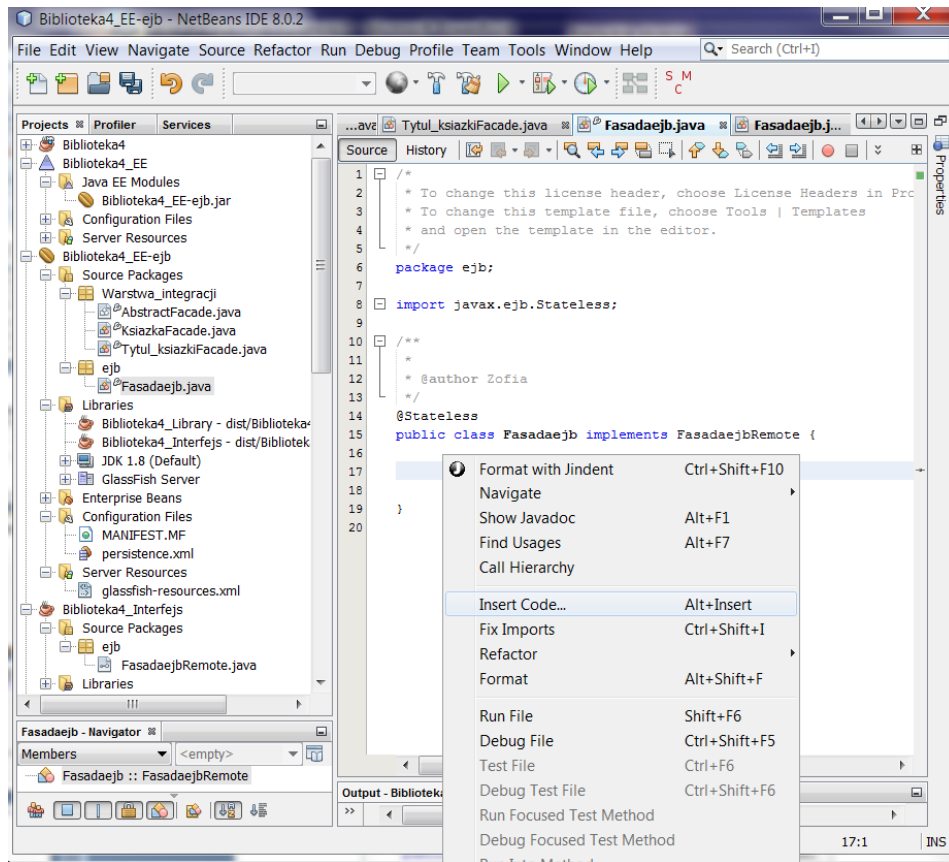 Biblioteka4_EE-ejb - NetBeans IDE 8.0.2
File Edit View Navigate Source Refactor Run Debug Profile Team Tools Window Help
Search (Ctrl+I)
S M
C
Projects Profiler Services
Biblioteka4
Biblioteka4_EE
Java EE Modules
Biblioteka4_EE-ejb.jar
Configuration Files
Server Resources
Biblioteka4_EE-ejb
Source Packages
Warstwa_integracji
AbstractFacade.java
KsiazkaFacade.java
Tytul_ksiazkiFacade.java
ejb
Fasadaejb.java
Libraries
Biblioteka4_Library - dist/Biblioteka4
Biblioteka4_Interfejs - dist/Bibliotek
JDK 1.8 (Default)
GlassFish Server
Enterprise Beans
Configuration Files
MANIFEST.MF
persistence.xml
Server Resources
glassfish-resources.xml
Biblioteka4_Interfejs
Source Packages
ejb
FasadaejbRemote.java
Libraries
Fasadaejb - Navigator
Members <empty>
Fasadaejb :: FasadaejbRemote
...ava Tytul_ksiazkiFacade.java Fasadaejb.java Fasadaejb.j...
Source History
Properties
1 /*
2 * To change this license header, choose License Headers in Pro
3 * To change this template file, choose Tools | Templates
4 * and open the template in the editor.
5 */
6 package ejb;
7
8 import javax.ejb.Stateless;
9
10 /**
11 *
12 * @author Zofia
13 */
14 @Stateless
15 public class Fasadaejb implements FasadaejbRemote {
16
17
18
19 }
20
Format with Jindent Ctrl+Shift+F10
Navigate
Show Javadoc Alt+F1
Find Usages Alt+F7
Call Hierarchy
Insert Code... Alt+Insert
Fix Imports Ctrl+Shift+I
Refactor
Format Alt+Shift+F
Run File Shift+F6
Debug File Ctrl+Shift+F5
Test File Ctrl+F6
Debug Test File Ctrl+Shift+F6
Run Focused Test Method
Debug Focused Test Method
Output - Biblioteka
17:1 INS